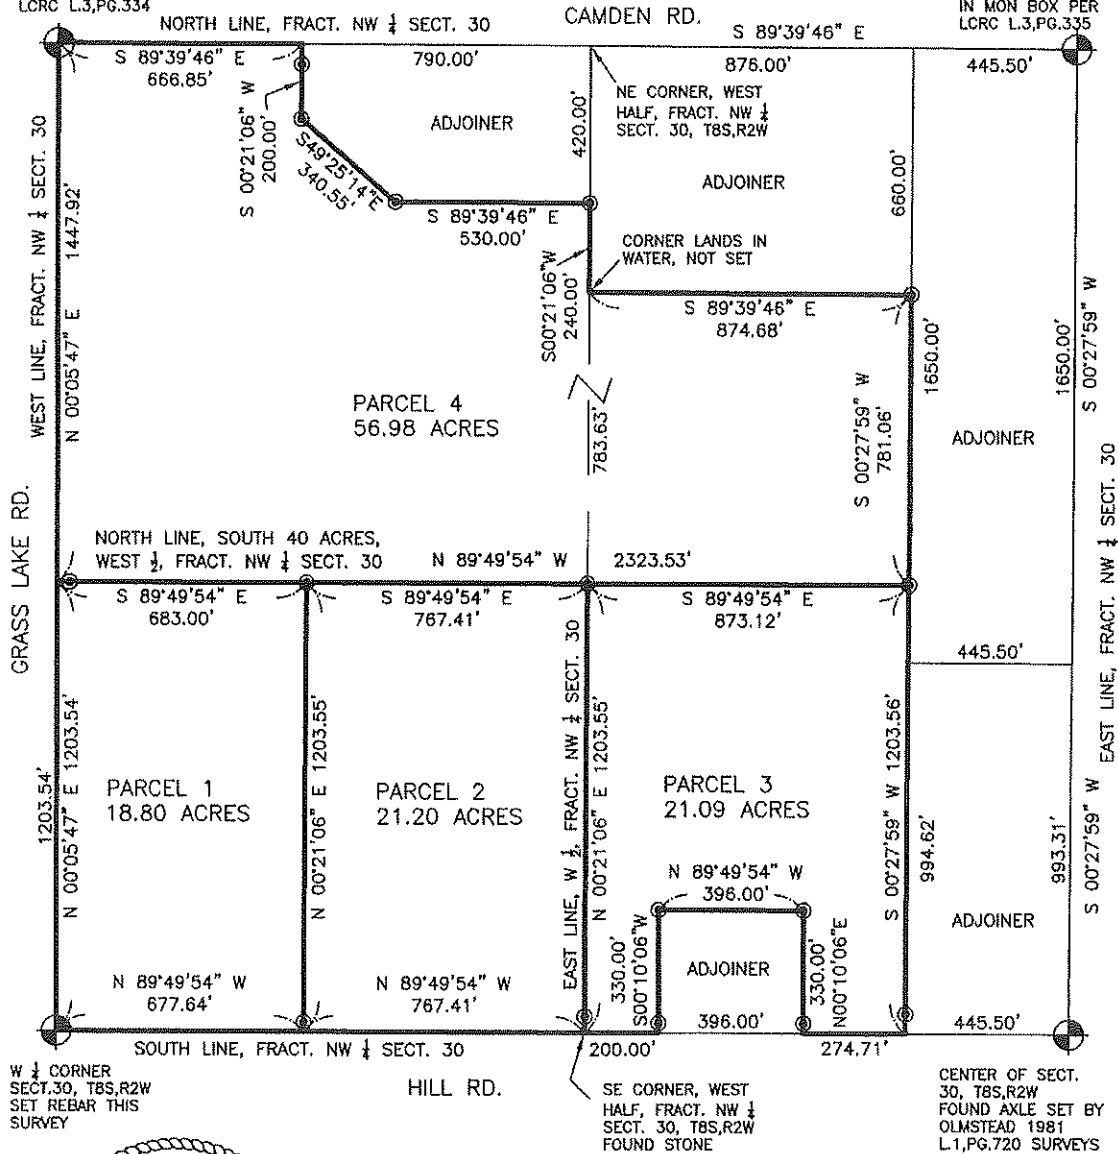 LCRC L.3,PG.334
NORTH LINE, FRACT. NW ¼ SECT. 30
CAMDEN RD.
S 89°39'46" E
IN MON BOX PER
LCRC L.3,PG.335
S 89°39'46" E
666.85'
790.00'
876.00'
445.50'
S 00°21'06" W
200.00'
ADJOINER
420.00'
NE CORNER, WEST
HALF, FRACT. NW ¼
SECT. 30, T8S,R2W
ADJOINER
660.00'
S49°25'14"E
340.55'
S 89°39'46" E
530.00'
CORNER LANDS IN
WATER, NOT SET
S00°21'06"W
240.00'
S 89°39'46" E
874.68'
WEST LINE, FRACT. NW ¼ SECT. 30
N 00°05'47" E 1447.92'
PARCEL 4
56.98 ACRES
783.63'
S 00°27'59" W
781.06'
1650.00'
ADJOINER
1650.00'
S 00°27'59" W
GRASS LAKE RD.
NORTH LINE, SOUTH 40 ACRES,
WEST ½, FRACT. NW ¼ SECT. 30
N 89°49'54" W
2323.53'
S 89°49'54" E
683.00'
S 89°49'54" E
767.41'
S 89°49'54" E
873.12'
445.50'
EAST LINE, FRACT. NW ¼ SECT. 30
1203.54'
N 00°05'47" E 1203.54'
PARCEL 1
18.80 ACRES
N 00°21'06" E 1203.55'
PARCEL 2
21.20 ACRES
EAST LINE, W ½, FRACT. NW ¼ SECT. 30
N 00°21'06" E 1203.55'
PARCEL 3
21.09 ACRES
S 00°27'59" W 1203.56'
994.62'
993.31'
S 00°27'59" W
N 89°49'54" W
396.00'
330.00'
S00°10'06"W
ADJOINER
330.00'
N00°10'06"E
ADJOINER
N 89°49'54" W
677.64'
N 89°49'54" W
767.41'
396.00'
445.50'
SOUTH LINE, FRACT. NW ¼ SECT. 30
200.00'
274.71'
W ¼ CORNER
SECT.30, T8S,R2W
SET REBAR THIS
SURVEY
HILL RD.
SE CORNER, WEST
HALF, FRACT. NW ¼
SECT. 30, T8S,R2W
FOUND STONE
CENTER OF SECT.
30, T8S,R2W
FOUND AXLE SET BY
OLMSTEAD 1981
L.1,PG.720 SURVEYS